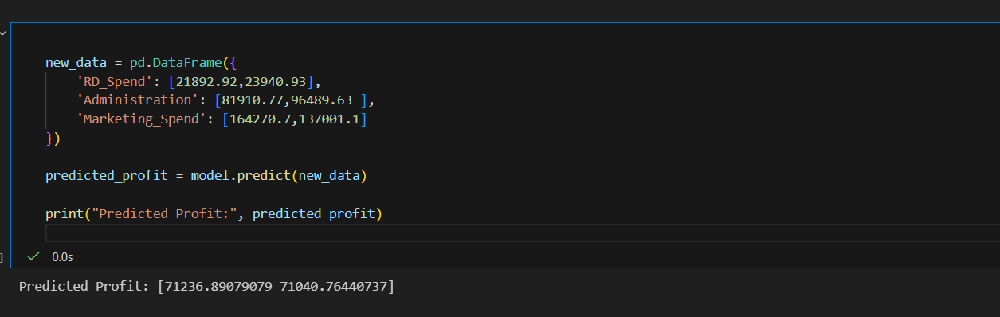 new_data = pd.DataFrame({
    'RD_Spend': [21892.92,23940.93],
    'Administration': [81910.77,96489.63 ],
    'Marketing_Spend': [164270.7,137001.1]
})
predicted_profit = model.predict(new_data)
print("Predicted Profit:", predicted_profit)
] 0.0s
Predicted Profit: [71236.89079079 71040.76440737]